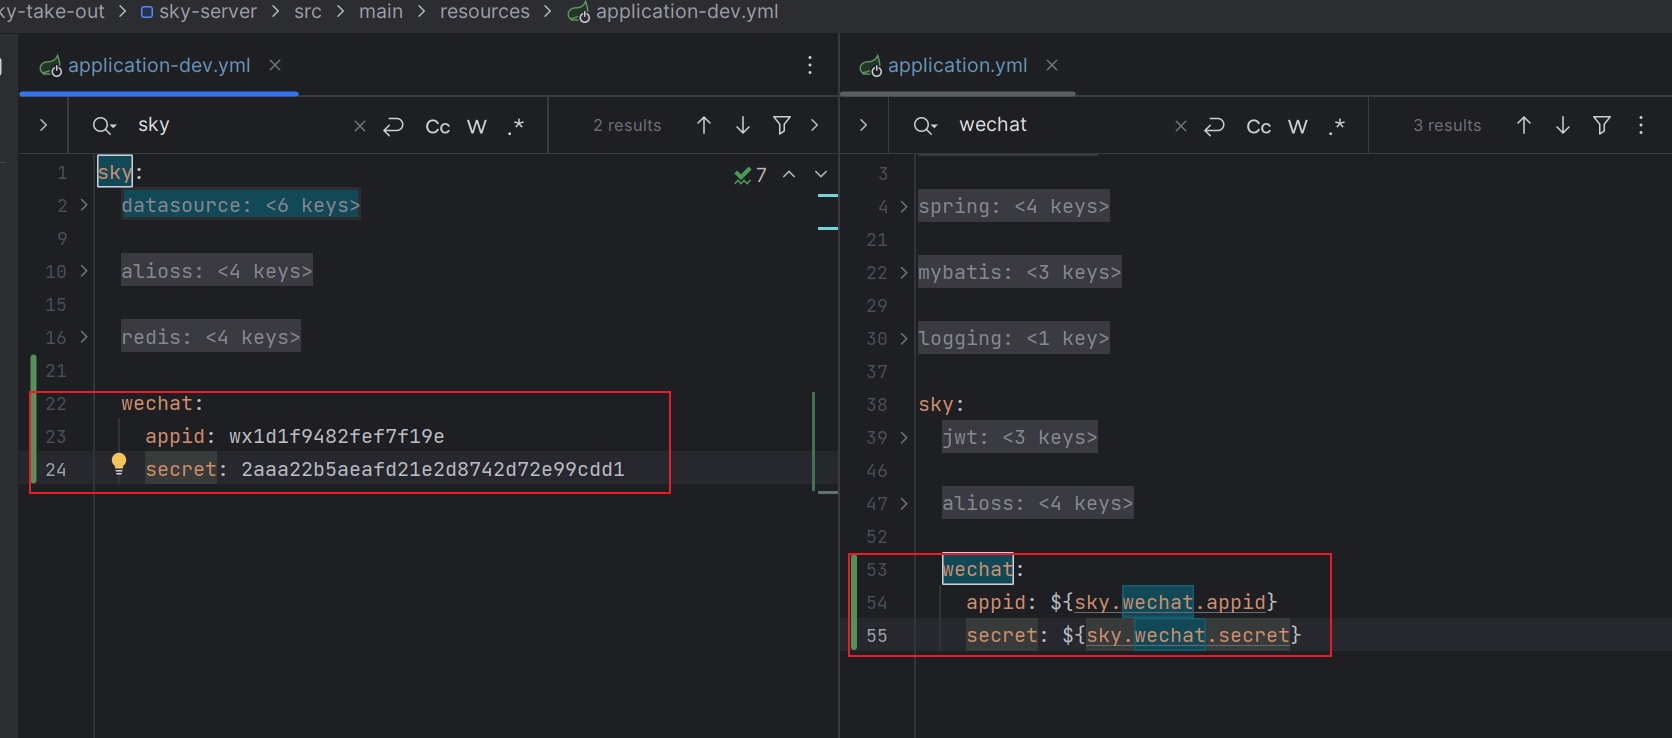 ky-take-out > sky-server > src > main > resources > application-dev.yml
application-dev.yml
sky
Cc W .*
2 results
1 sky:
2 datasource: <6 keys>
9
10 alioss: <4 keys>
15
16 redis: <4 keys>
21
22 wechat:
23 appid: wx1d1f9482fef7f19e
24 secret: 2aaa22b5aeafd21e2d8742d72e99cdd1
7
application.yml
wechat
Cc W .*
3 results
3
4 spring: <4 keys>
21
22 mybatis: <3 keys>
29
30 logging: <1 key>
37
38 sky:
39 jwt: <3 keys>
46
47 alioss: <4 keys>
52
53 wechat:
54 appid: ${sky.wechat.appid}
55 secret: ${sky.wechat.secret}